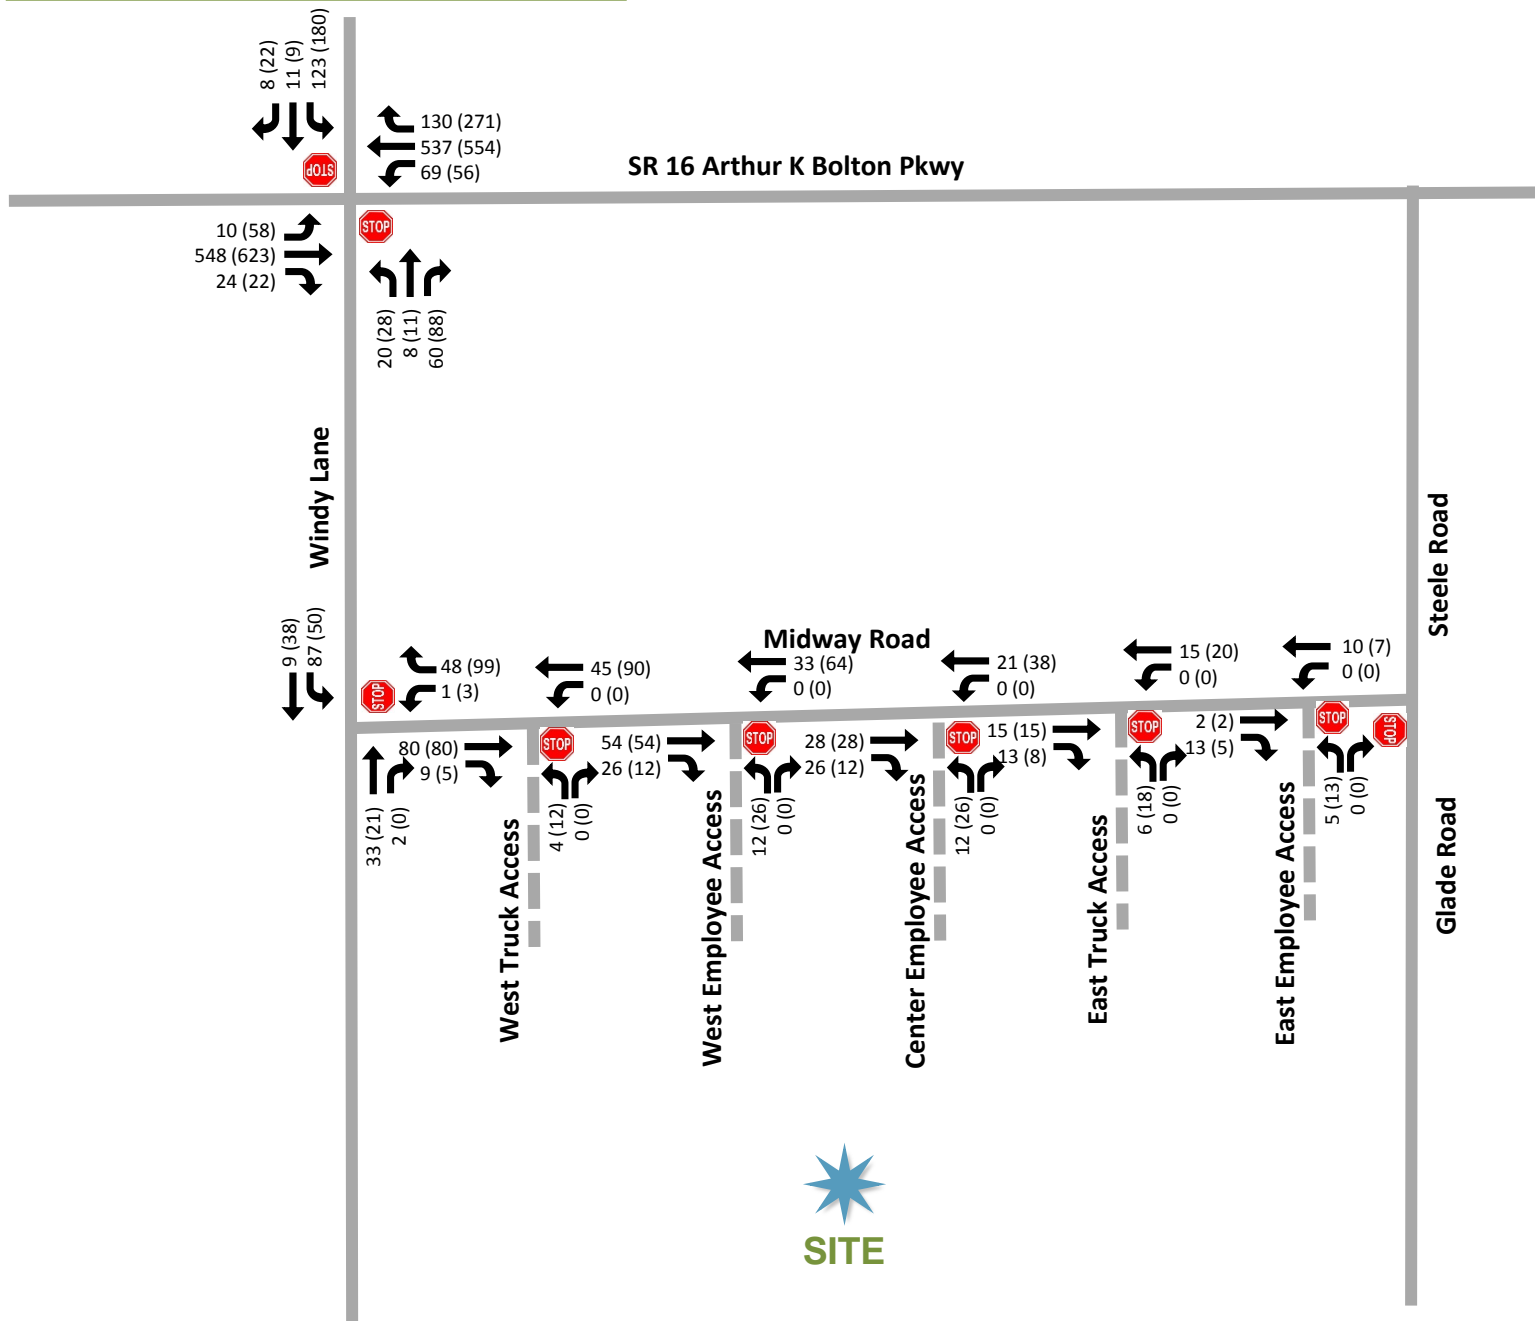 8 (22)
11 (9)
123 (180)
130 (271)
537 (554)
69 (56)
STOP
SR 16 Arthur K Bolton Pkwy
10 (58)
548 (623)
24 (22)
STOP
20 (28)
8 (11)
60 (88)
Windy Lane
Steele Road
9 (38)
87 (50)
Midway Road
48 (99)
1 (3)
45 (90)
0 (0)
33 (64)
0 (0)
21 (38)
0 (0)
15 (20)
0 (0)
10 (7)
0 (0)
STOP
80 (80)
9 (5)
STOP
54 (54)
26 (12)
STOP
28 (28)
26 (12)
STOP
15 (15)
13 (8)
STOP
2 (2)
13 (5)
STOP
STOP
33 (21)
2 (0)
4 (12)
0 (0)
12 (26)
0 (0)
12 (26)
0 (0)
6 (18)
0 (0)
5 (13)
0 (0)
West Truck Access
West Employee Access
Center Employee Access
East Truck Access
East Employee Access
Glade Road
SITE